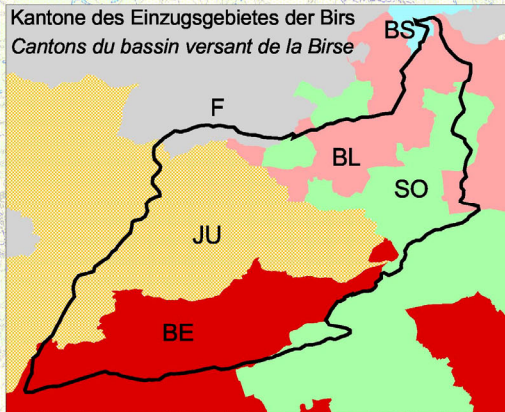 Kantone des Einzugsgebietes der Birs
Cantons du bassin versant de la Birse
BS
F
BL
SO
JU
BE